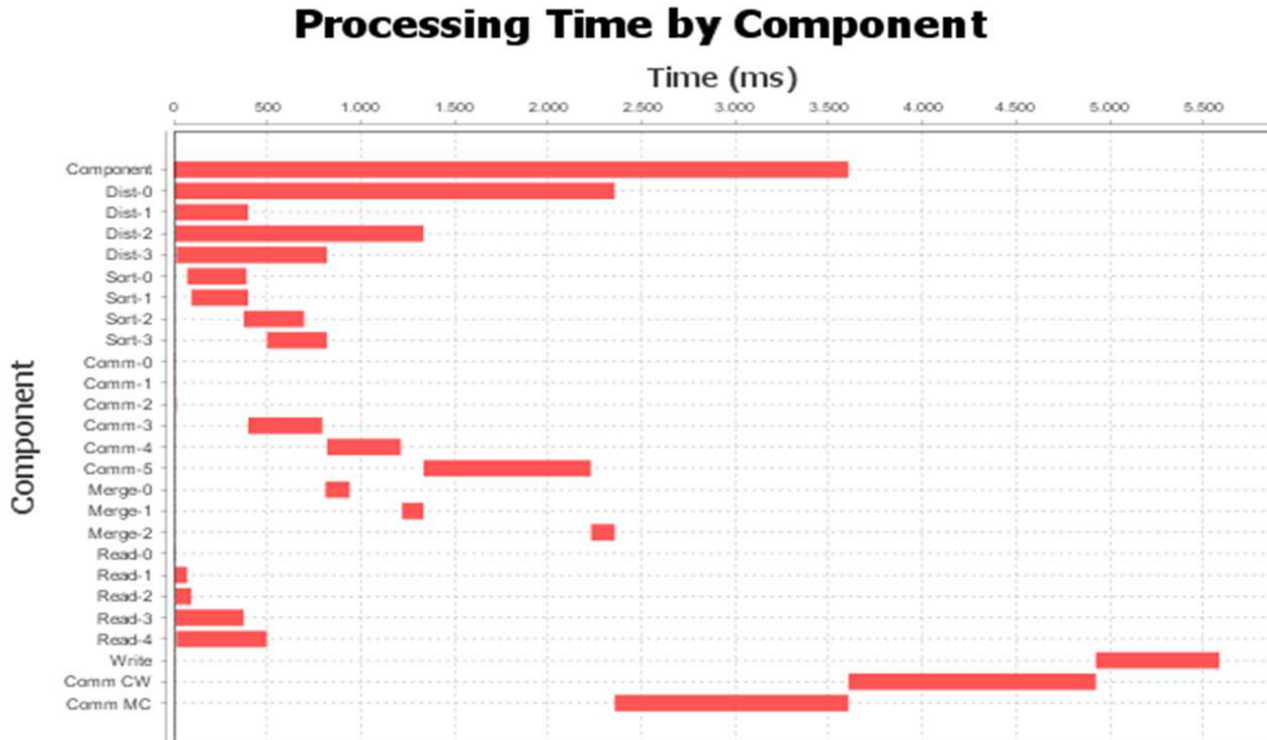 Processing Time by Component
Time (ms)
0 500 1.000 1.500 2.000 2.500 3.000 3.500 4.000 4.500 5.000 5.500
Component
Component
Dist-0
Dist-1
Dist-2
Dist-3
Sort-0
Sort-1
Sort-2
Sort-3
Comm-0
Comm-1
Comm-2
Comm-3
Comm-4
Comm-5
Merge-0
Merge-1
Merge-2
Read-0
Read-1
Read-2
Read-3
Read-4
Write
Comm CW
Comm MC